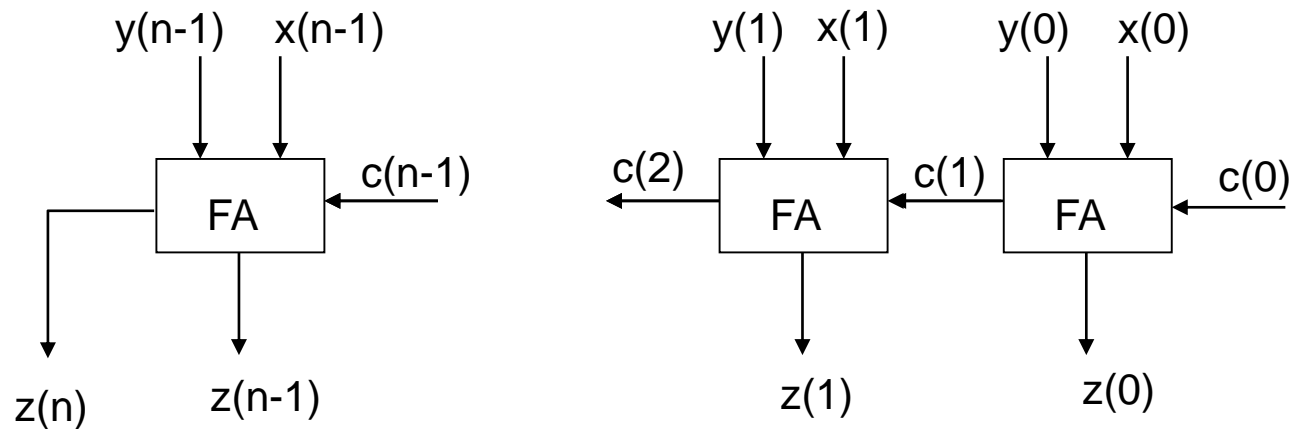 y(n-1) x(n-1) y(1) x(1) y(0) x(0)
c(n-1) c(2) c(1) c(0)
FA FA FA
z(n) z(n-1) z(1) z(0)